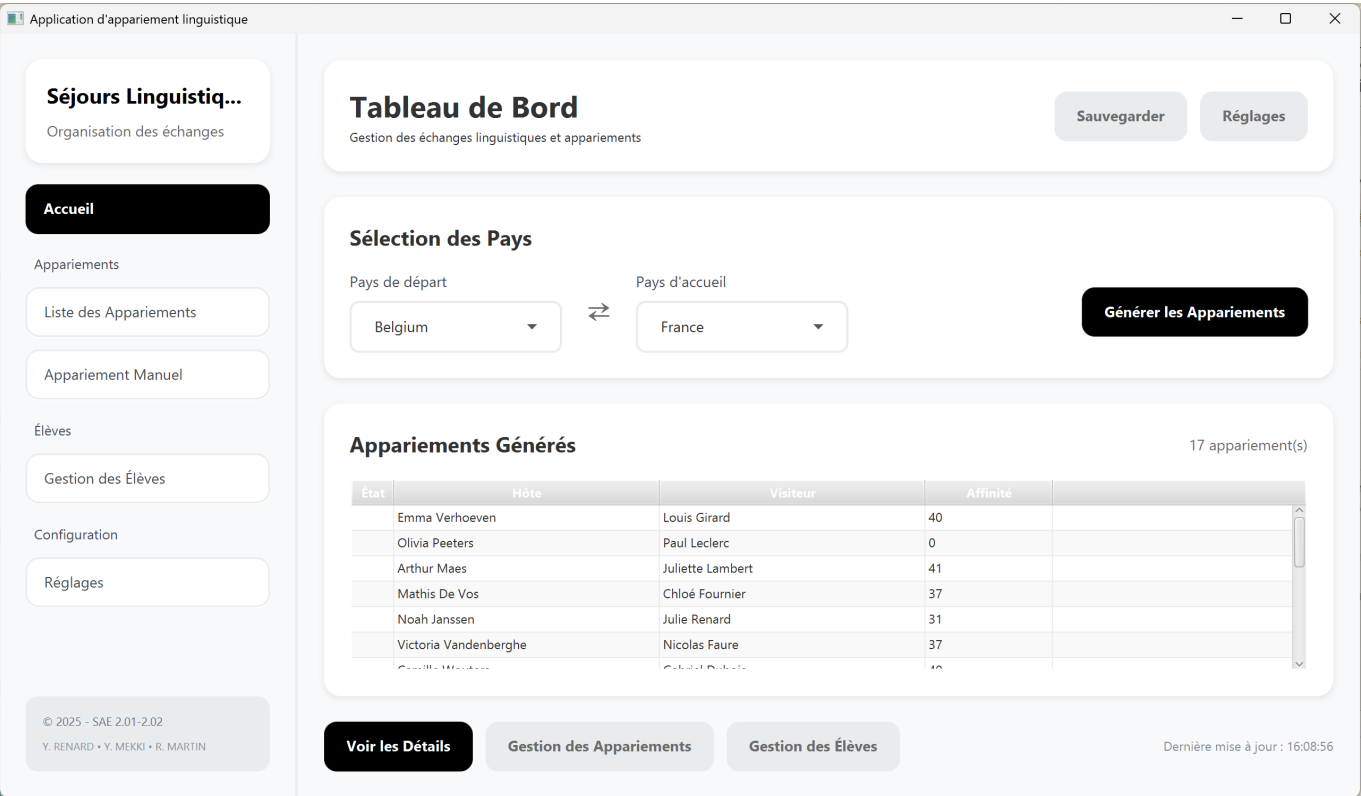 Application d'appariement linguistique
Séjours Linguistiq...
Organisation des échanges
Accueil
Appariements
Liste des Appariements
Appariement Manuel
Élèves
Gestion des Élèves
Configuration
Réglages
© 2025 - SAE 2.01-2.02
Y. RENARD • Y. MEKKI • R. MARTIN
Tableau de Bord
Gestion des échanges linguistiques et appariements
Sauvegarder
Réglages
Sélection des Pays
Pays de départ
Pays d'accueil
Belgium
France
Générer les Appariements
Appariements Générés
17 appariement(s)
État Hôte Visiteur Affinité
Emma Verhoeven Louis Girard 40
Olivia Peeters Paul Leclerc 0
Arthur Maes Juliette Lambert 41
Mathis De Vos Chloé Fournier 37
Noah Janssen Julie Renard 31
Victoria Vandenberghe Nicolas Faure 37
Voir les Détails
Gestion des Appariements
Gestion des Élèves
Dernière mise à jour : 16:08:56